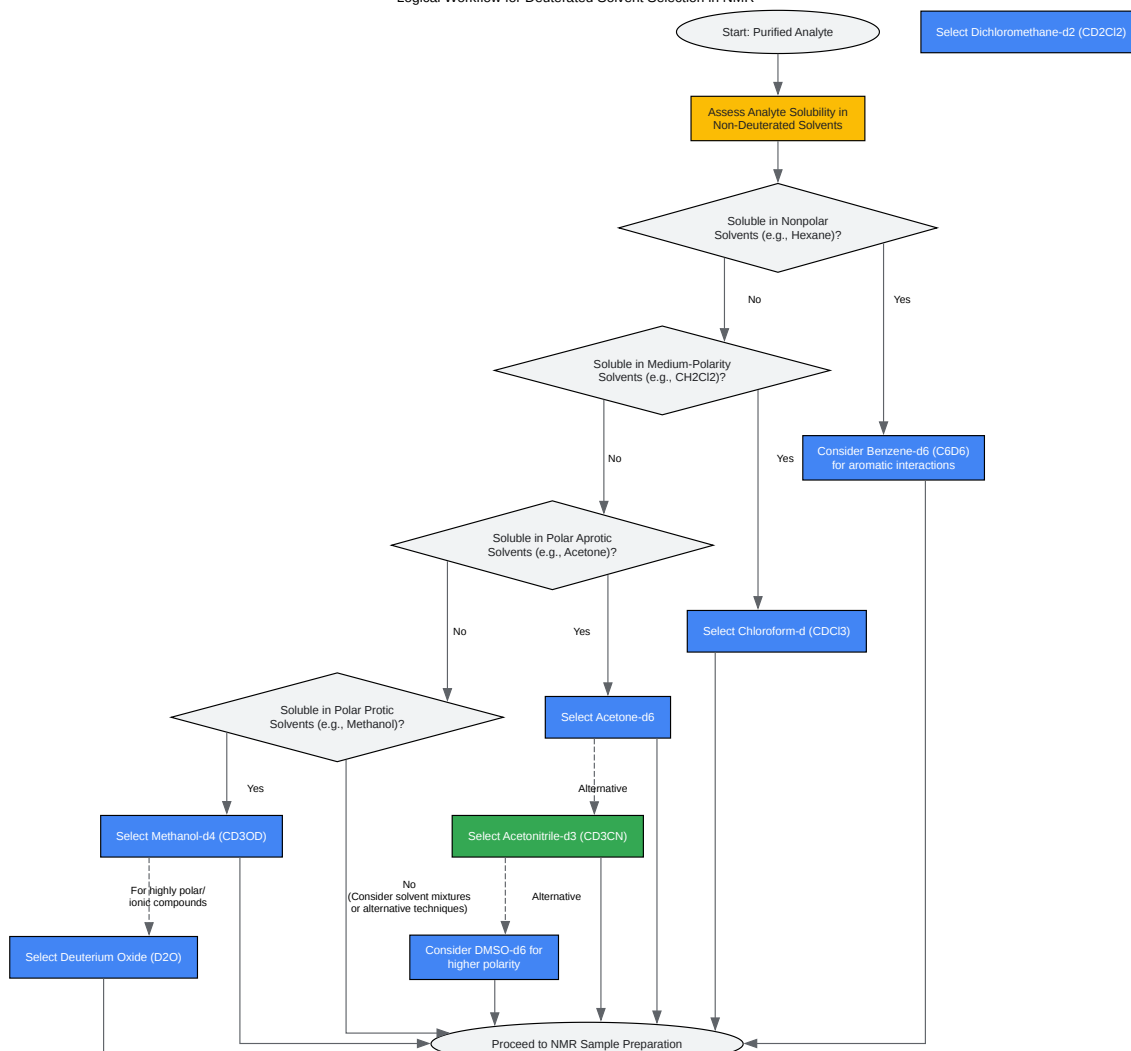 Logical Workflow for Deuterated Solvent Selection in NMR
Start: Purified Analyte
Select Dichloromethane-d2 (CD2Cl2)
Assess Analyte Solubility in
Non-Deuterated Solvents
Soluble in Nonpolar
Solvents (e.g., Hexane)?
No
Yes
Soluble in Medium-Polarity
Solvents (e.g., CH2Cl2)?
No
Yes
Consider Benzene-d6 (C6D6)
for aromatic interactions
Soluble in Polar Aprotic
Solvents (e.g., Acetone)?
No
Yes
Select Chloroform-d (CDCl3)
Soluble in Polar Protic
Solvents (e.g., Methanol)?
Select Acetone-d6
Yes
Alternative
Select Methanol-d4 (CD3OD)
Select Acetonitrile-d3 (CD3CN)
For highly polar/
ionic compounds
No
(Consider solvent mixtures
or alternative techniques)
Alternative
Select Deuterium Oxide (D2O)
Consider DMSO-d6 for
higher polarity
Proceed to NMR Sample Preparation